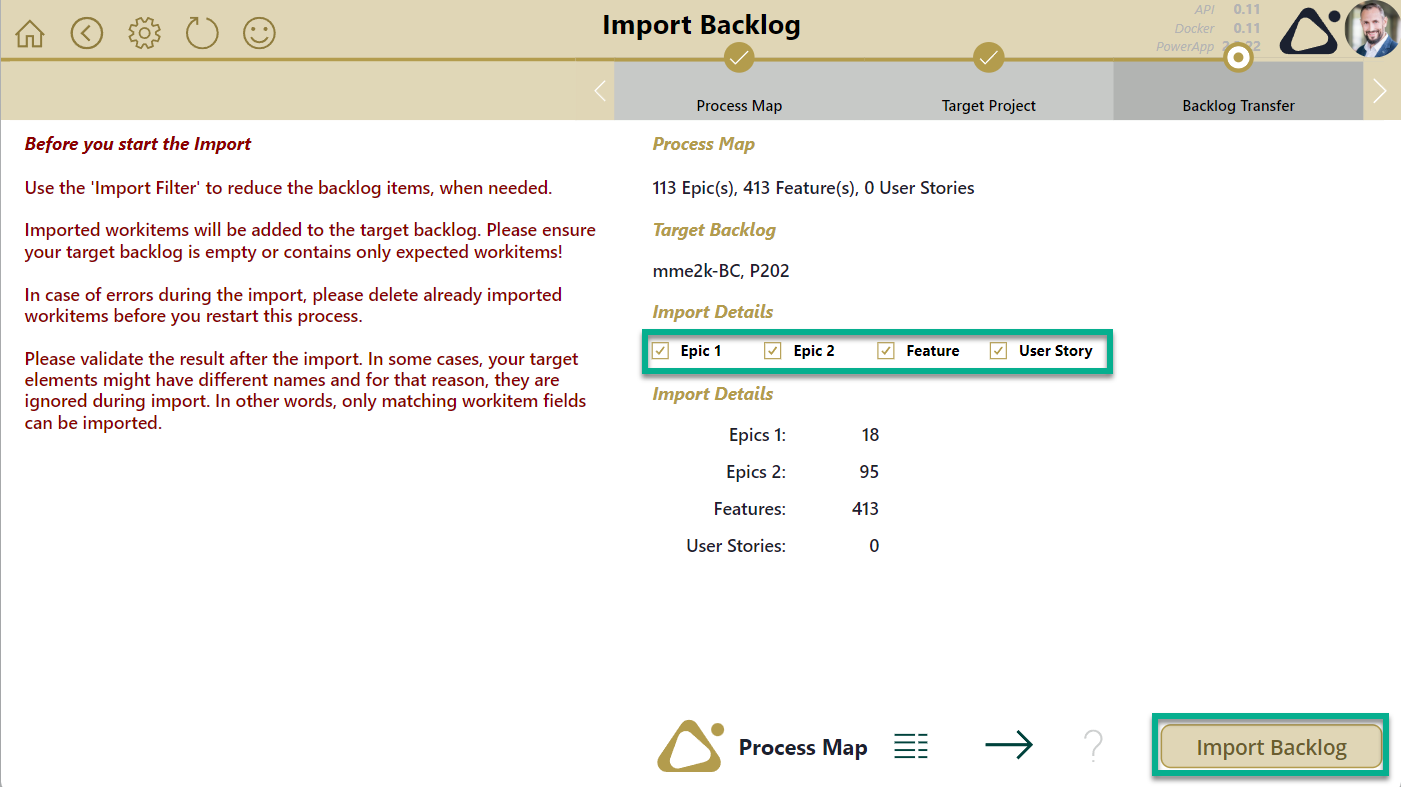 Import Backlog
API 0.11
Docker 0.11
PowerApp
Process Map
Target Project
Backlog Transfer
Before you start the Import
Use the 'Import Filter' to reduce the backlog items, when needed.
Imported workitems will be added to the target backlog. Please ensure
your target backlog is empty or contains only expected workitems!
In case of errors during the import, please delete already imported
workitems before you restart this process.
Please validate the result after the import. In some cases, your target
elements might have different names and for that reason, they are
ignored during import. In other words, only matching workitem fields
can be imported.
Process Map
113 Epic(s), 413 Feature(s), 0 User Stories
Target Backlog
mme2k-BC, P202
Import Details
Epic 1 Epic 2 Feature User Story
Import Details
Epics 1: 18
Epics 2: 95
Features: 413
User Stories: 0
Process Map
?
Import Backlog